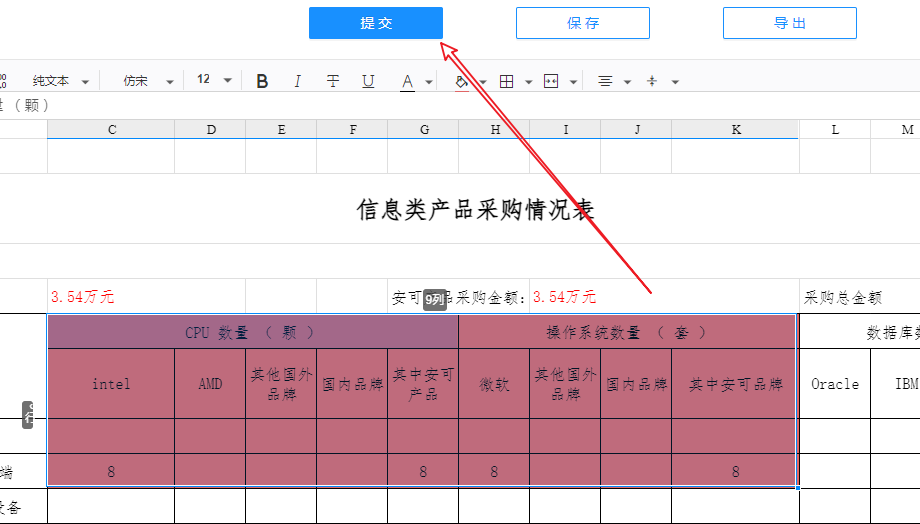 提交 保存 导出
纯文本 仿宋 12 B I T U A
（颗）
C D E F G H I J K L M
信息类产品采购情况表
3.54万元 安可 品采购金额: 3.54万元 采购总金额
9列
CPU 数量 （ 颗 ） 操作系统数量 （ 套 ） 数据库
intel AMD 其他国外品牌 国内品牌 其中安可产品 微软 其他国外品牌 国内品牌 其中安可品牌 Oracle IBM
行
端 8 8 8 8
设备